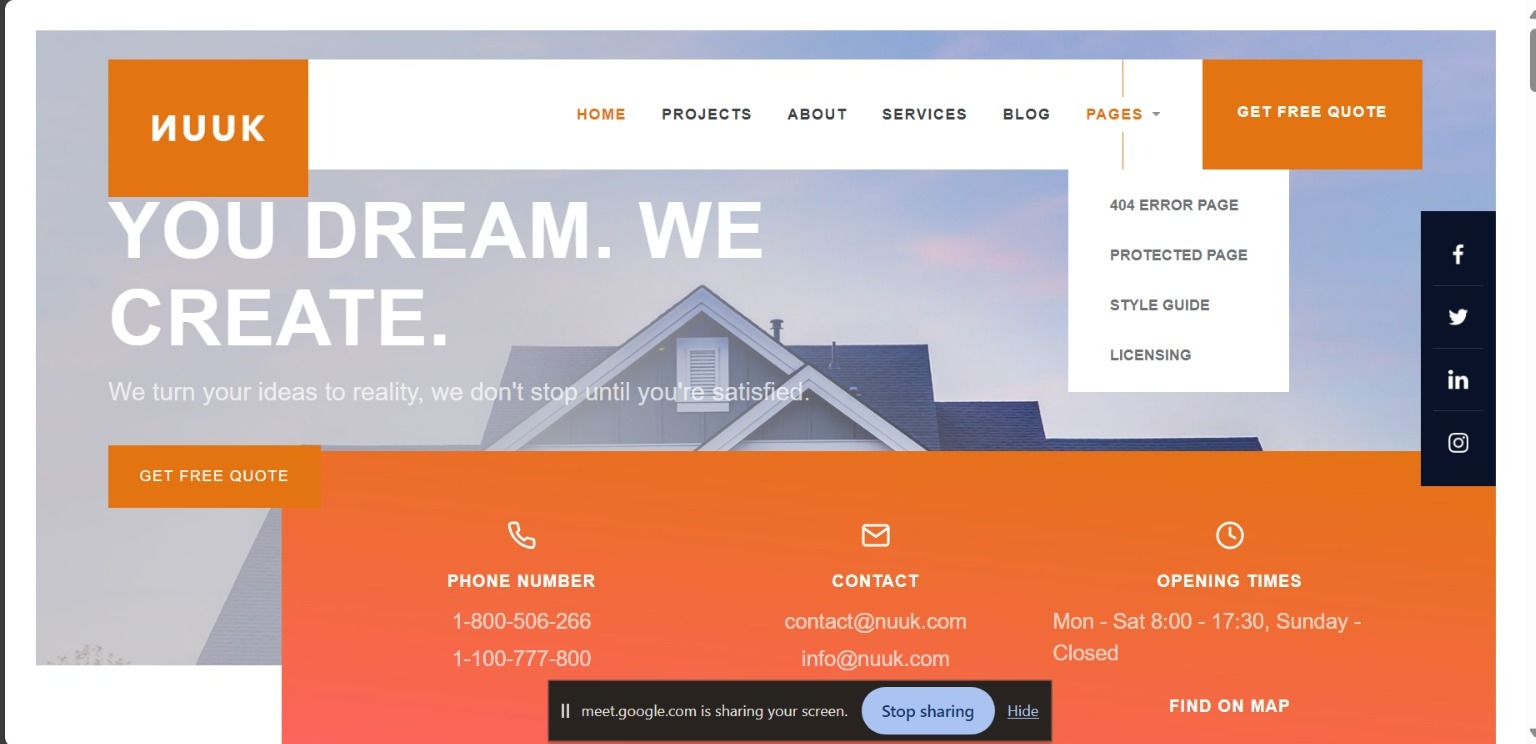 NUUK
HOME PROJECTS ABOUT SERVICES BLOG PAGES
GET FREE QUOTE
404 ERROR PAGE
PROTECTED PAGE
STYLE GUIDE
LICENSING
YOU DREAM. WE
CREATE.
We turn your ideas to reality, we don't stop until you're satisfied.
GET FREE QUOTE
PHONE NUMBER
1-800-506-266
1-100-777-800
CONTACT
contact@nuuk.com
info@nuuk.com
OPENING TIMES
Mon - Sat 8:00 - 17:30, Sunday -
Closed
FIND ON MAP
meet.google.com is sharing your screen. Stop sharing Hide